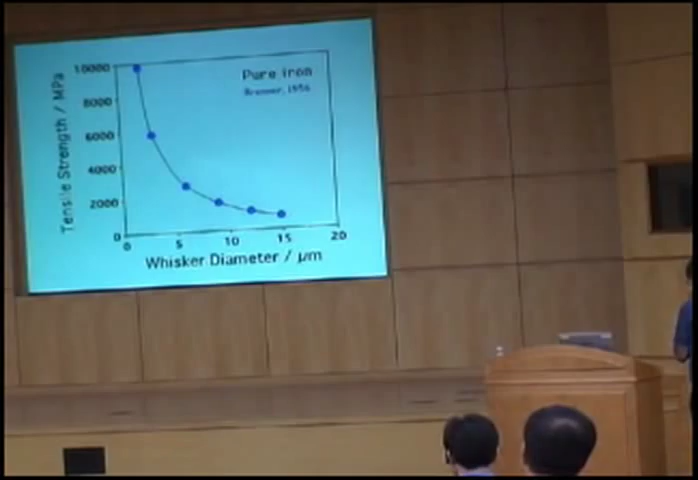 Pure iron
Brenner, 1956
Tensile Strength / MPa
10000
8000
6000
4000
2000
0
0 5 10 15 20
Whisker Diameter / µm